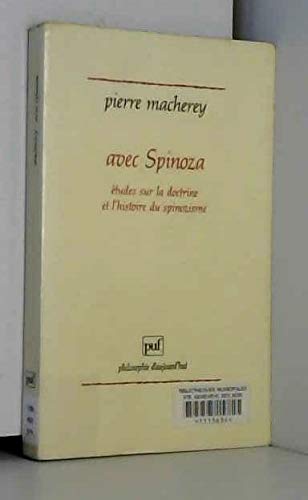 pierre macherey
avec Spinoza
études sur la doctrine
et l'histoire du spinozisme
puf
philosophie d'aujourd'hui